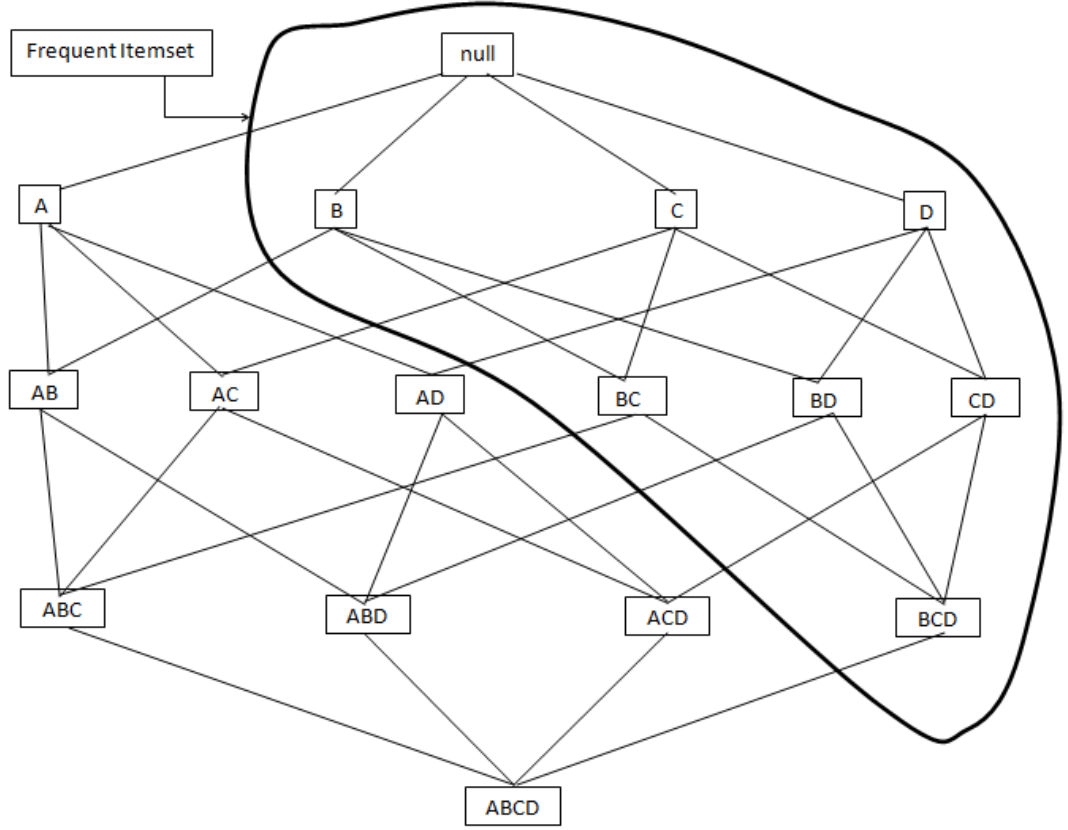 Frequent Itemset
null
A
B
C
D
AB
AC
AD
BC
BD
CD
ABC
ABD
ACD
BCD
ABCD